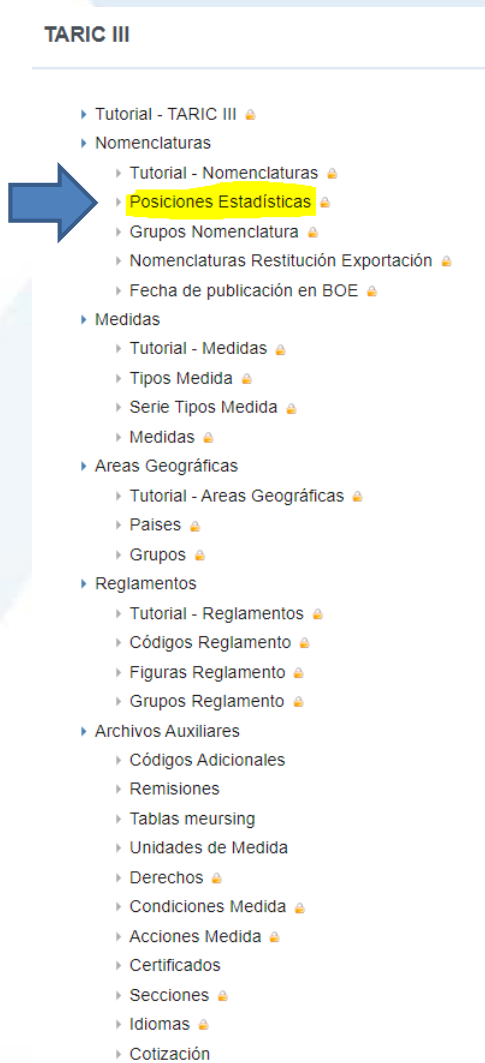 TARIC III
Tutorial - TARIC III
Nomenclaturas
Tutorial - Nomenclaturas
Posiciones Estadísticas
Grupos Nomenclatura
Nomenclaturas Restitución Exportación
Fecha de publicación en BOE
Medidas
Tutorial - Medidas
Tipos Medida
Serie Tipos Medida
Medidas
Areas Geográficas
Tutorial - Areas Geográficas
Paises
Grupos
Reglamentos
Tutorial - Reglamentos
Códigos Reglamento
Figuras Reglamento
Grupos Reglamento
Archivos Auxiliares
Códigos Adicionales
Remisiones
Tablas meursing
Unidades de Medida
Derechos
Condiciones Medida
Acciones Medida
Certificados
Secciones
Idiomas
Cotización